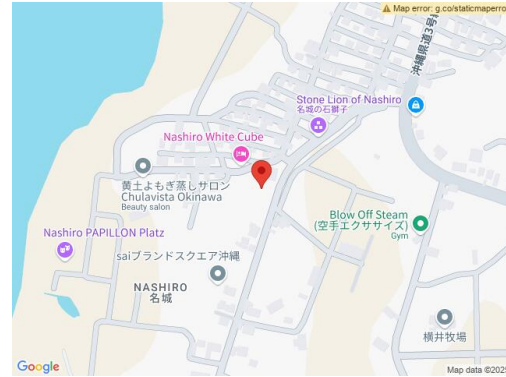 Map error: g.co/staticmaperro
沖縄県道3号線
Stone Lion of Nashiro
名城の石獅子
Nashiro White Cube
黄土よもぎ蒸しサロン
Chulavista Okinawa
Beauty salon
Blow Off Steam
(空手エクササイズ)
Gym
Nashiro PAPILLON Platz
saiブランドスクエア沖縄
NASHIRO
名城
横井牧場
Google
Map data ©2025